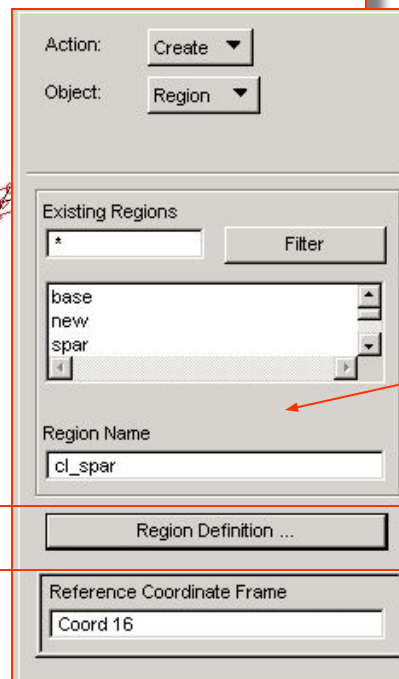 Action: Create
Object: Region
Existing Regions
* Filter
base
new
spar
Region Name
cl_spar
Region Definition ...
Reference Coordinate Frame
Coord 16